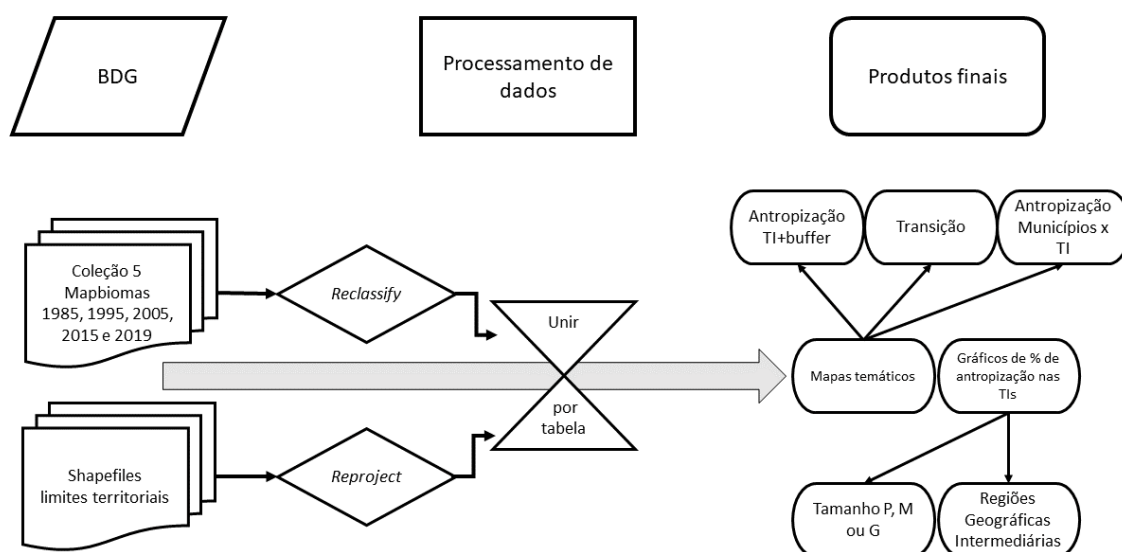 BDG
Processamento de
dados
Produtos finais
Coleção 5
Mapbiomas
1985, 1995, 2005,
2015 e 2019
Reclassify
Unir
por
tabela
Shapefiles
limites territoriais
Reproject
Antropização
TI+buffer
Transição
Antropização
Municípios x
TI
Mapas temáticos
Gráficos de % de
antropização nas
TIs
Tamanho P, M
ou G
Regiões
Geográficas
Intermediárias